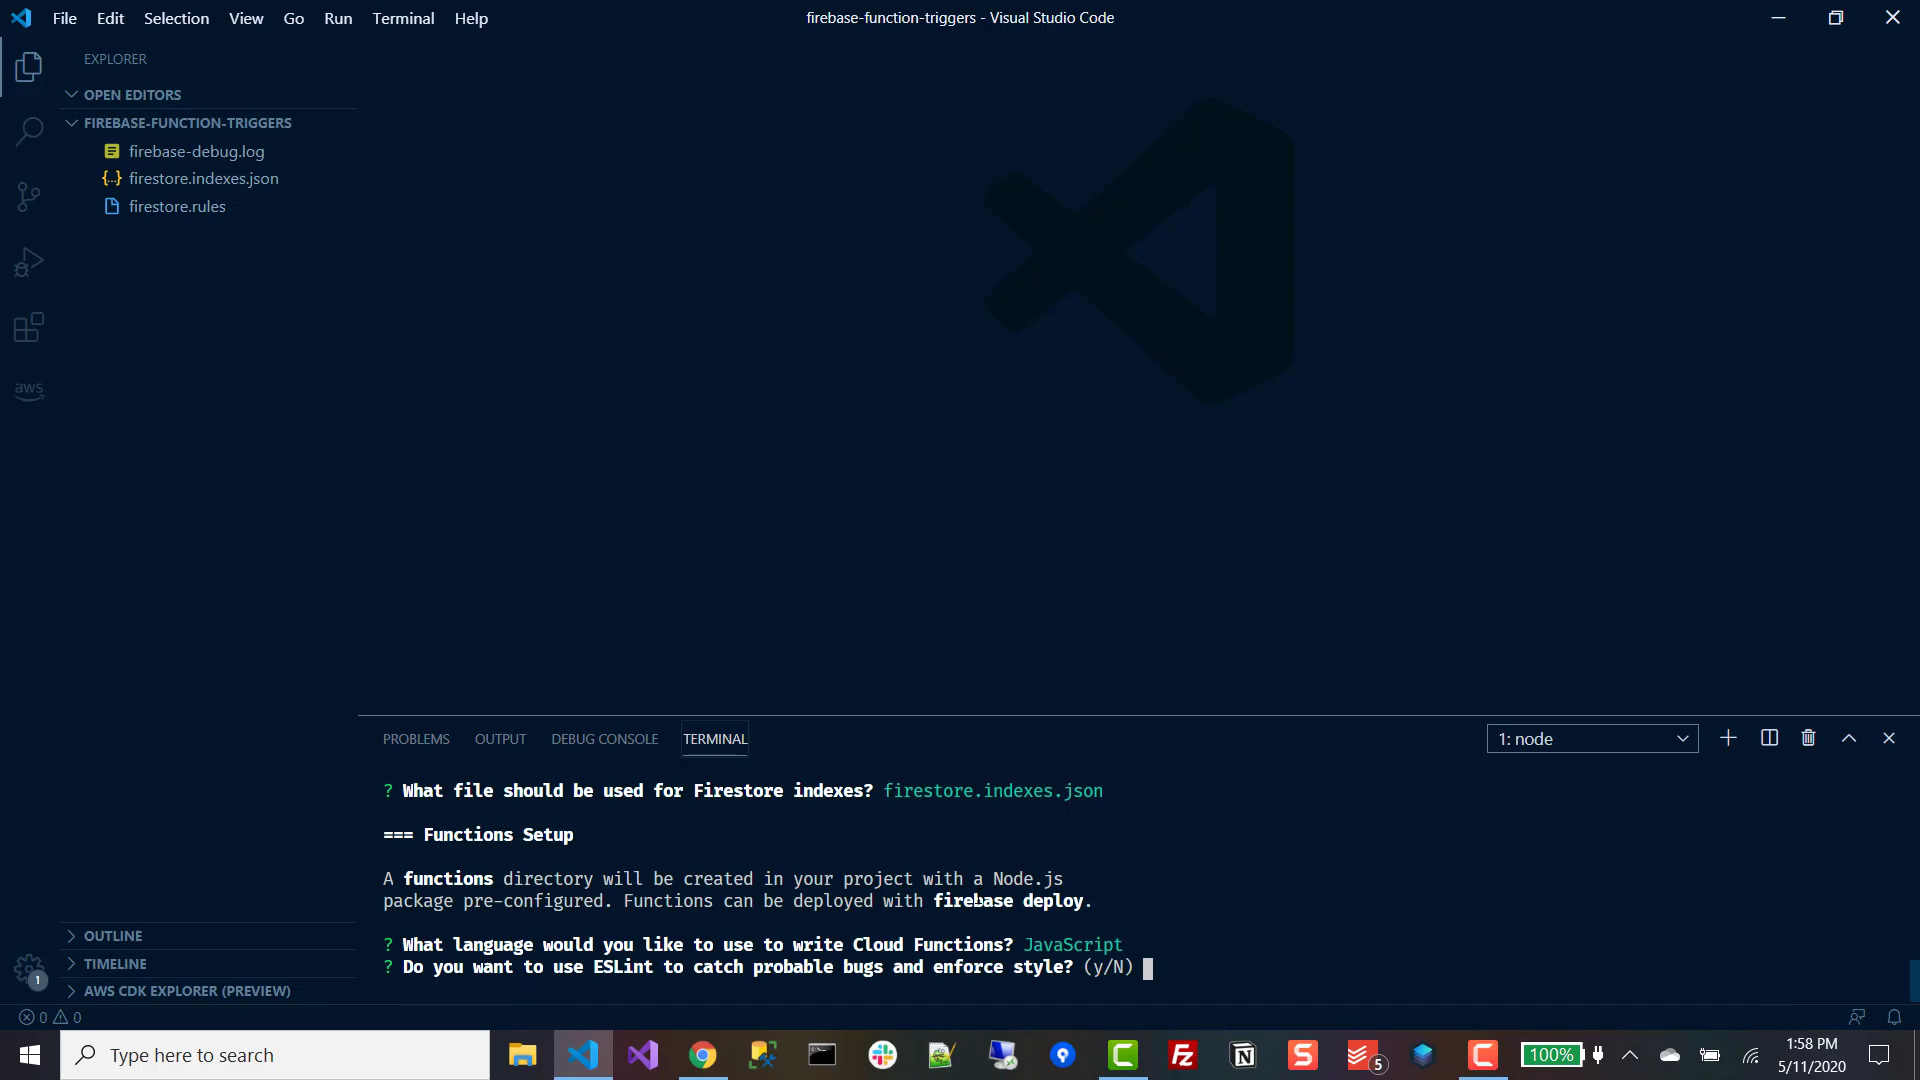 File Edit Selection View Go Run Terminal Help
firebase-function-triggers - Visual Studio Code
EXPLORER
OPEN EDITORS
FIREBASE-FUNCTION-TRIGGERS
firebase-debug.log
{..} firestore.indexes.json
firestore.rules
aws
PROBLEMS OUTPUT DEBUG CONSOLE TERMINAL
1: node
? What file should be used for Firestore indexes? firestore.indexes.json
=== Functions Setup
A functions directory will be created in your project with a Node.js
package pre-configured. Functions can be deployed with firebase deploy.
? What language would you like to use to write Cloud Functions? JavaScript
? Do you want to use ESLint to catch probable bugs and enforce style? (y/N)
OUTLINE
TIMELINE
AWS CDK EXPLORER (PREVIEW)
1
0 0
Type here to search
5
100%
1:58 PM
5/11/2020